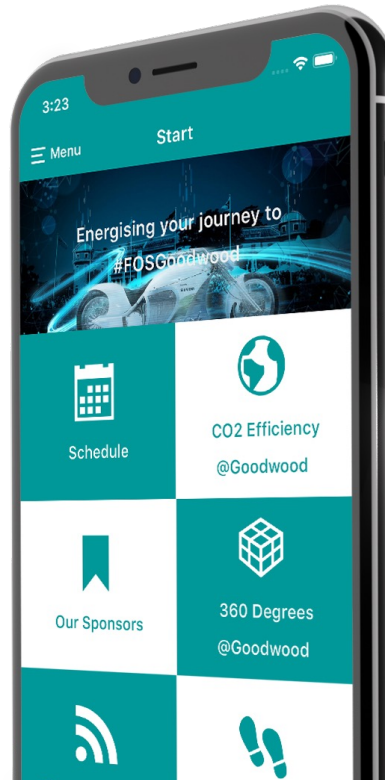 3:23
Menu
Start
Energising your journey to
#FOSGoodwood
Schedule
CO2 Efficiency
@Goodwood
Our Sponsors
360 Degrees
@Goodwood